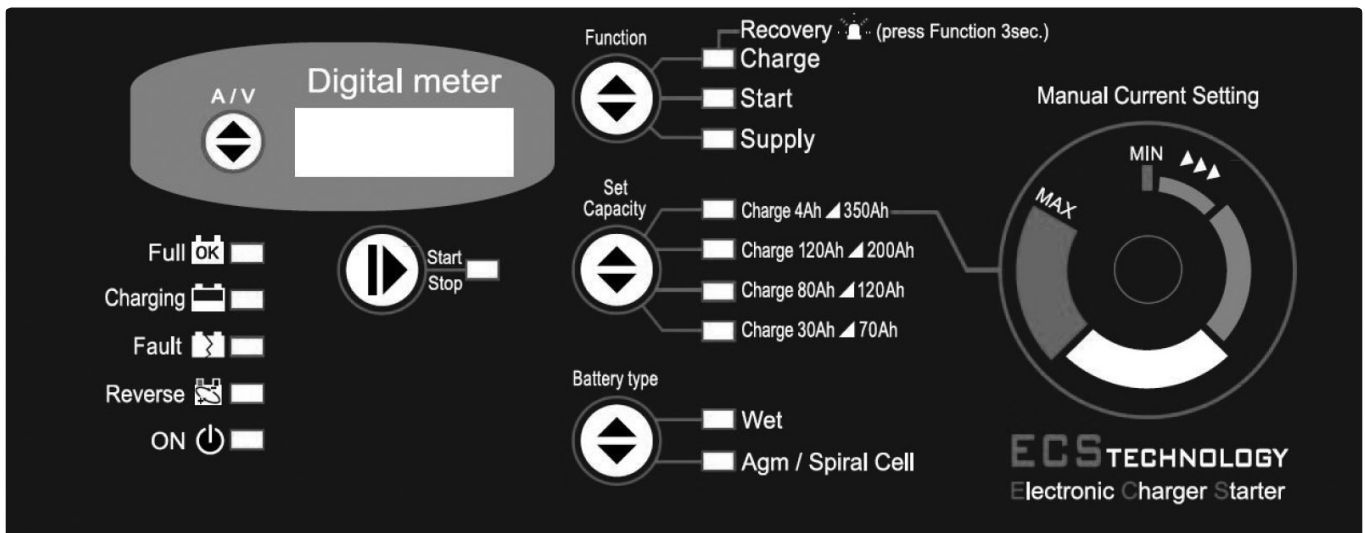 Digital meter
A / V
Full OK
Charging
Fault
Reverse
ON
Start
Stop
Function
Recovery (press Function 3sec.)
Charge
Start
Supply
Set
Capacity
Charge 4Ah 350Ah
Charge 120Ah 200Ah
Charge 80Ah 120Ah
Charge 30Ah 70Ah
Battery type
Wet
Agm / Spiral Cell
Manual Current Setting
MIN
MAX
ECS TECHNOLOGY
Electronic Charger Starter